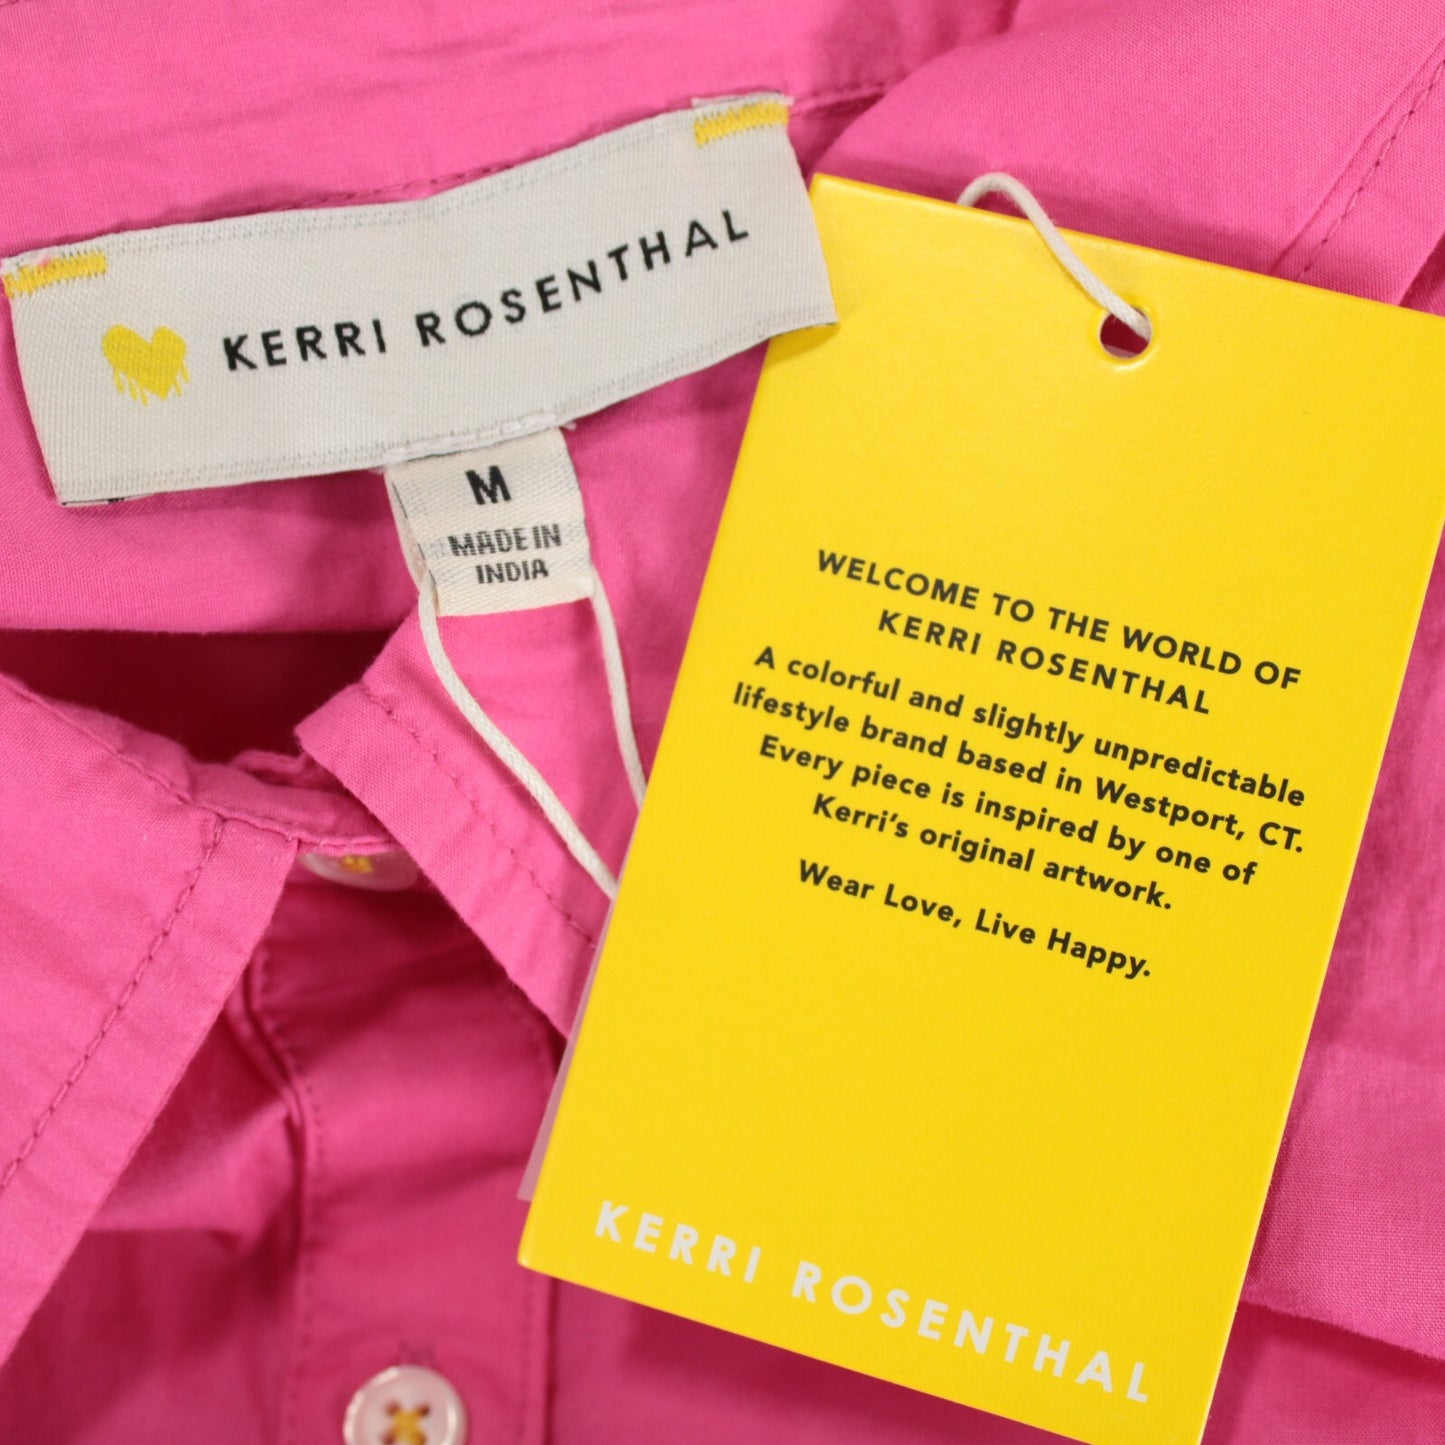 KERRI ROSENTHAL
M
MADE IN
INDIA
WELCOME TO THE WORLD OF
KERRI ROSENTHAL
A colorful and slightly unpredictable
lifestyle brand based in Westport, CT.
Every piece is inspired by one of
Kerri's original artwork.
Wear Love, Live Happy.
KERRI ROSENTHAL